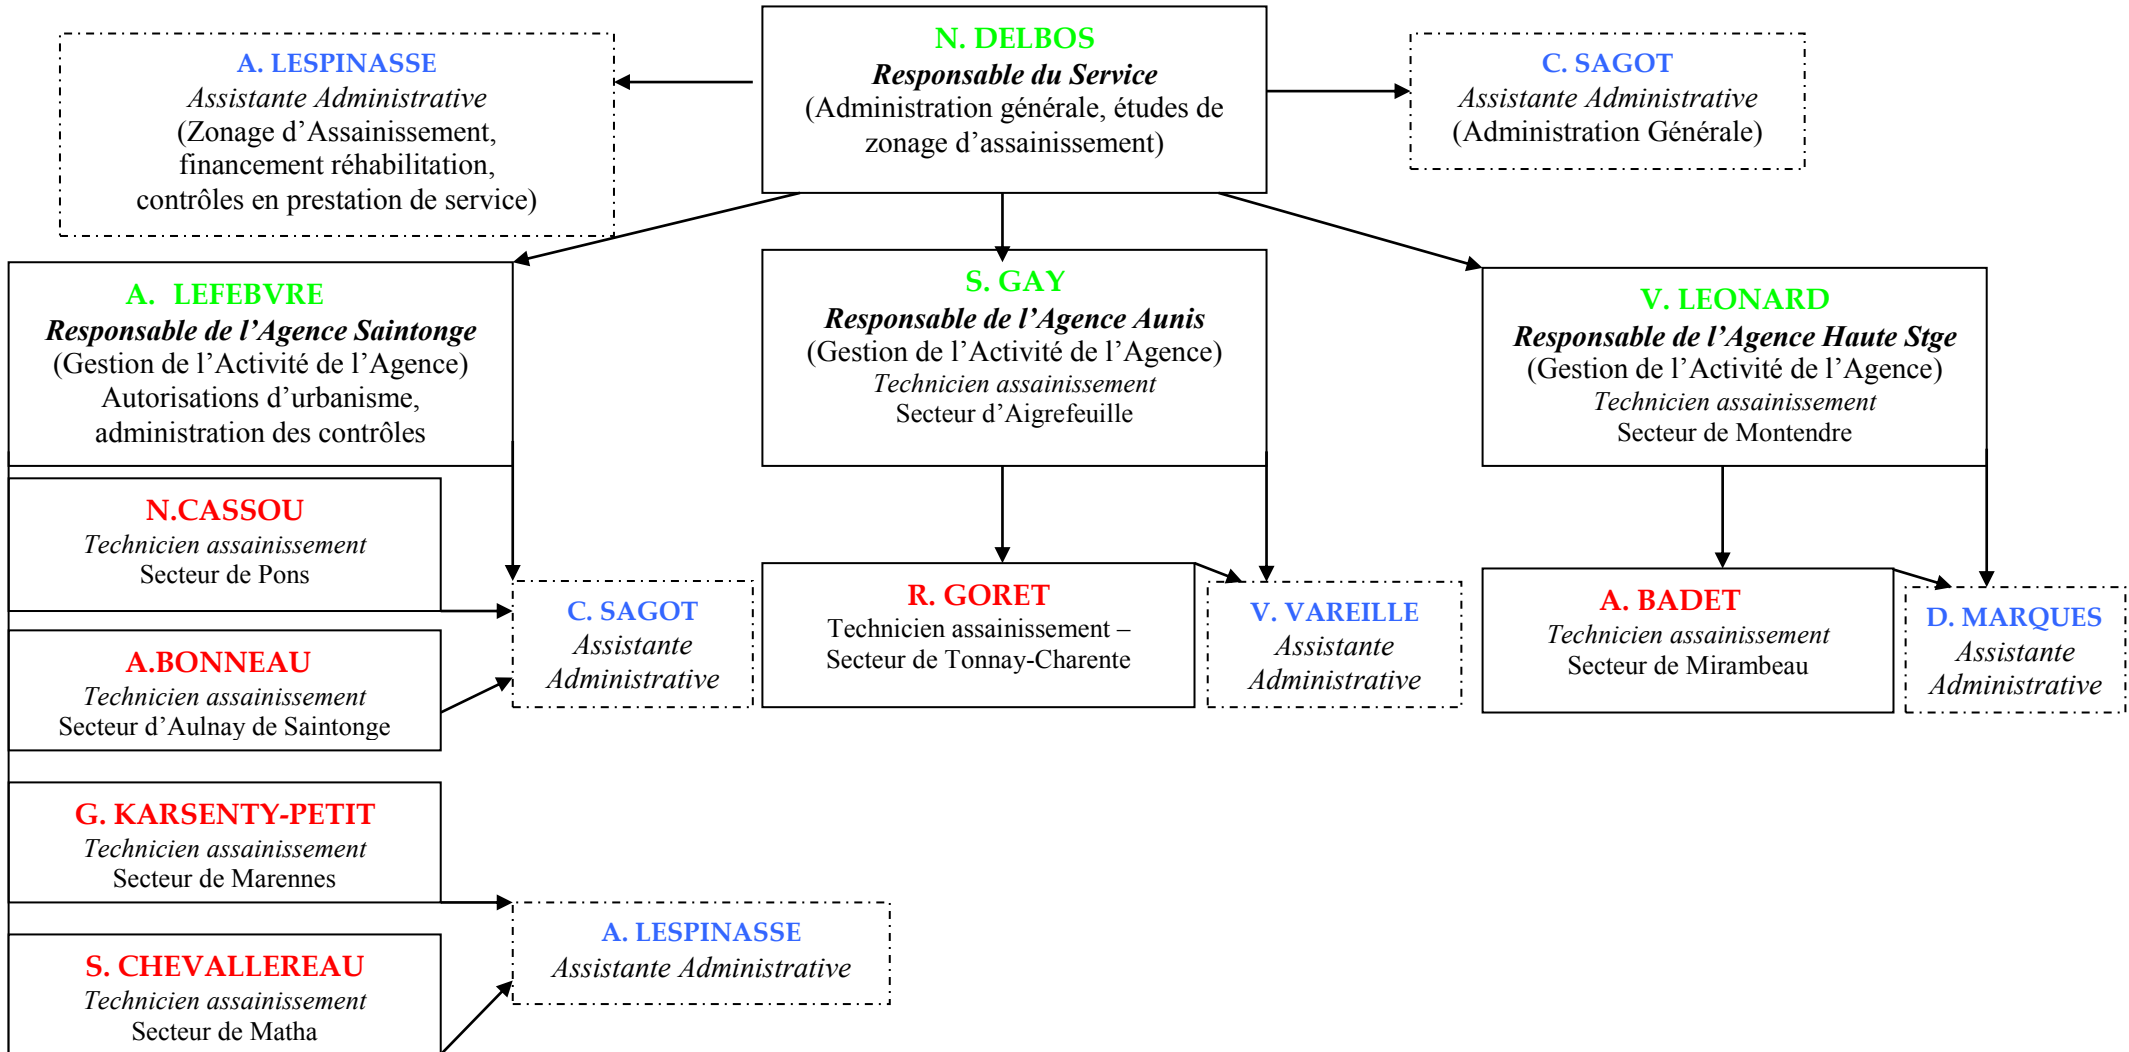 A. LESPINASSE
Assistante Administrative
(Zonage d’Assainissement,
financement réhabilitation,
contrôles en prestation de service)
N. DELBOS
Responsable du Service
(Administration générale, études de
zonage d’assainissement)
C. SAGOT
Assistante Administrative
(Administration Générale)
A. LEFEBVRE
Responsable de l’Agence Saintonge
(Gestion de l’Activité de l’Agence)
Autorisations d’urbanisme,
administration des contrôles
S. GAY
Responsable de l’Agence Aunis
(Gestion de l’Activité de l’Agence)
Technicien assainissement
Secteur d’Aigrefeuille
V. LEONARD
Responsable de l’Agence Haute Stge
(Gestion de l’Activité de l’Agence)
Technicien assainissement
Secteur de Montendre
N.CASSOU
Technicien assainissement
Secteur de Pons
A.BONNEAU
Technicien assainissement
Secteur d’Aulnay de Saintonge
C. SAGOT
Assistante
Administrative
R. GORET
Technicien assainissement –
Secteur de Tonnay-Charente
V. VAREILLE
Assistante
Administrative
A. BADET
Technicien assainissement
Secteur de Mirambeau
D. MARQUES
Assistante
Administrative
G. KARSENTY-PETIT
Technicien assainissement
Secteur de Marennes
A. LESPINASSE
Assistante Administrative
S. CHEVALLEREAU
Technicien assainissement
Secteur de Matha